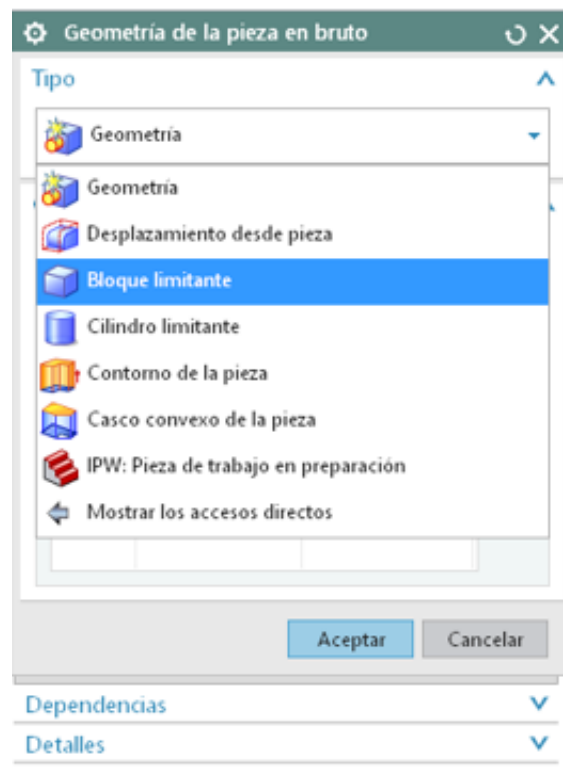 Geometría de la pieza en bruto
Tipo
Geometría
Geometría
Desplazamiento desde pieza
Bloque limitante
Cilindro limitante
Contorno de la pieza
Casco convexo de la pieza
IPW: Pieza de trabajo en preparación
Mostrar los accesos directos
Aceptar Cancelar
Dependencias
Detalles